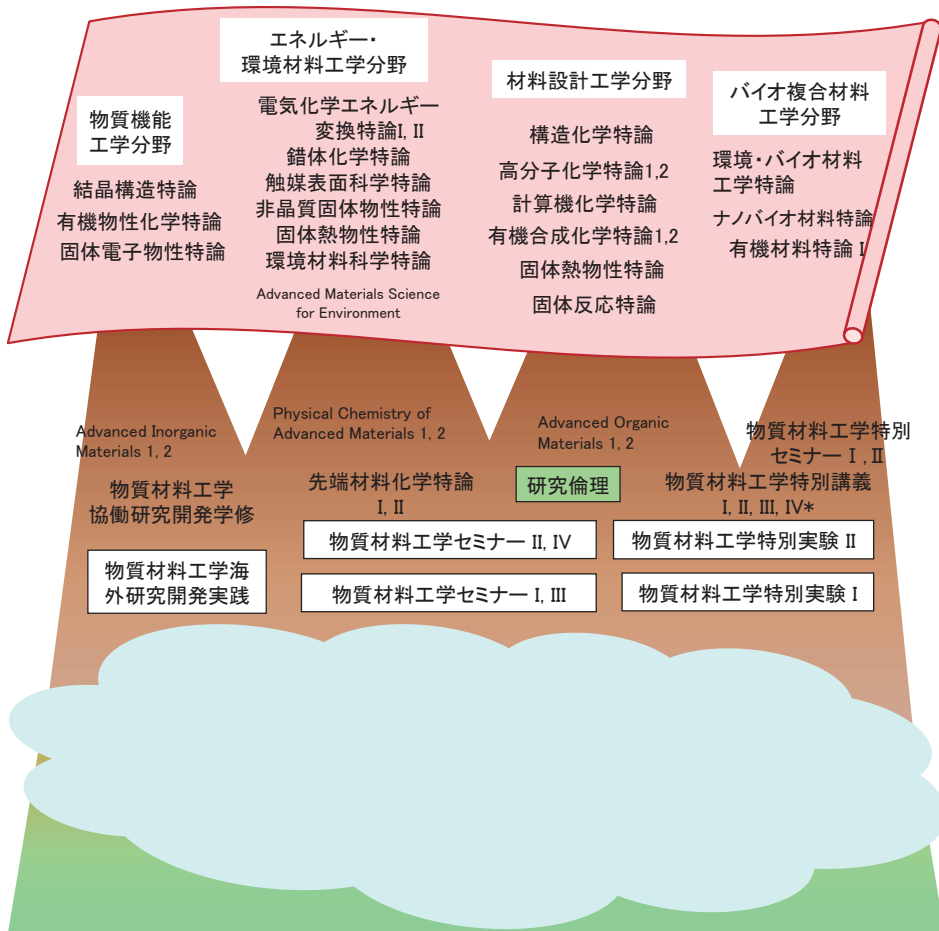 物質機能
工学分野
結晶構造特論
有機物性化学特論
固体電子物性特論
エネルギー・
環境材料工学分野
電気化学エネルギー
変換特論I, II
錯体化学特論
触媒表面科学特論
非晶質固体物性特論
固体熱物性特論
環境材料科学特論
Advanced Materials Science
for Environment
材料設計工学分野
構造化学特論
高分子化学特論1,2
計算機化学特論
有機合成化学特論1,2
固体熱物性特論
固体反応特論
バイオ複合材料
工学分野
環境・バイオ材料
工学特論
ナノバイオ材料特論
有機材料特論 I
Advanced Inorganic
Materials 1, 2
物質材料工学
協働研究開発学修
物質材料工学海
外研究開発実践
Physical Chemistry of
Advanced Materials 1, 2
先端材料化学特論
I, II
Advanced Organic
Materials 1, 2
研究倫理
物質材料工学特別
セミナー I , II
物質材料工学特別講義
I, II, III, IV*
物質材料工学セミナー II, IV
物質材料工学特別実験 II
物質材料工学セミナー I, III
物質材料工学特別実験 I